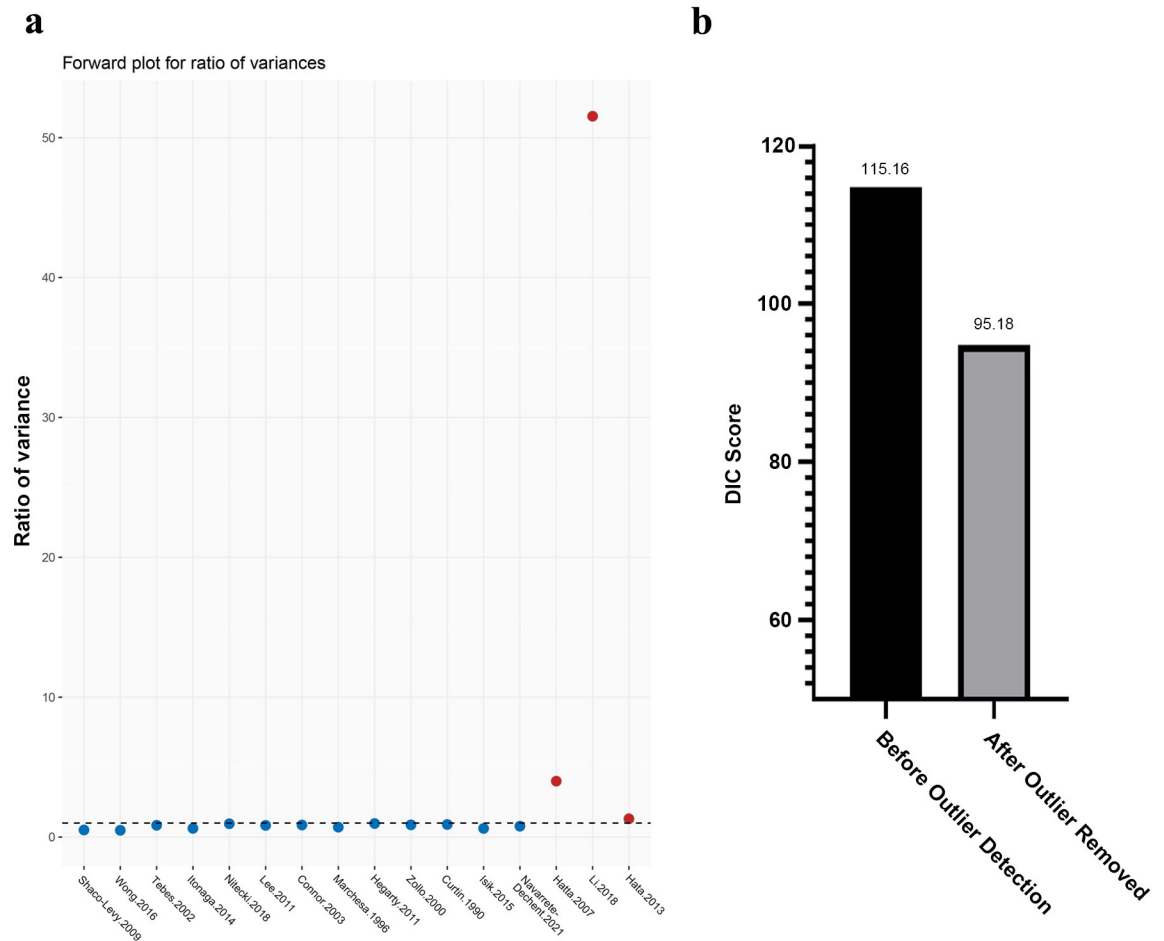 a
Forward plot for ratio of variances
Ratio of variance
50
40
30
20
10
0
Shaco-Levy.2009
Wong.2016
Tebes.2002
Itonaga.2014
Nitecki.2018
Lee.2011
Connor.2003
Marchesa.1996
Hegarty.2011
Zollo.2000
Curtin.1990
Isik.2015
Navarrete-
Dechent.2021
Hatta.2007
Li.2018
Hata.2013
b
DIC Score
120
100
80
60
115.16
95.18
Before Outlier Detection
After Outlier Removed